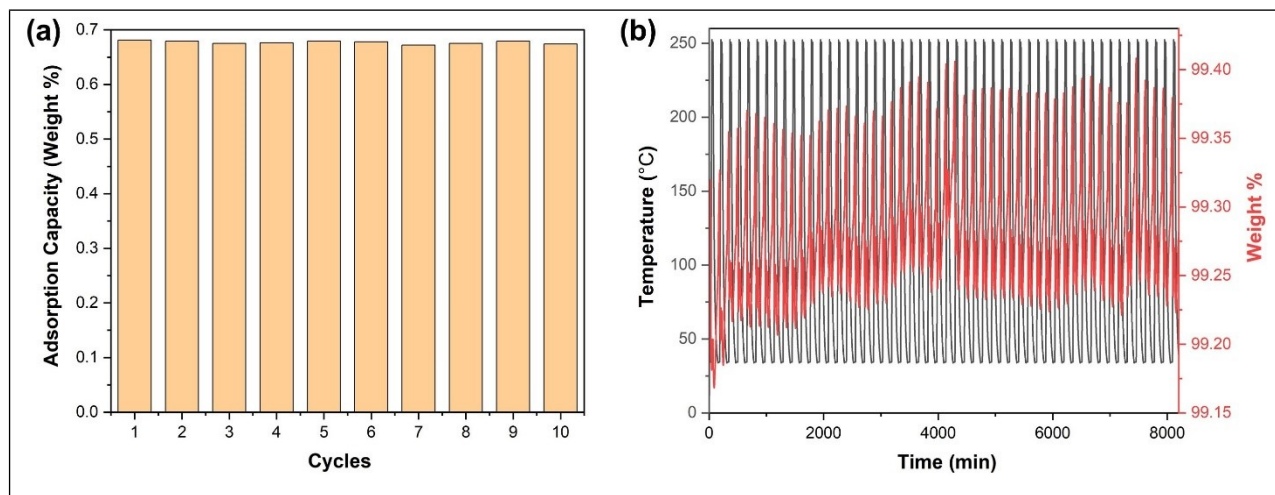 (a)
Adsorption Capacity (Weight %)
0.7
0.6
0.5
0.4
0.3
0.2
0.1
0.0
1 2 3 4 5 6 7 8 9 10
Cycles
(b)
Temperature (°C)
250
200
150
100
50
0
0 2000 4000 6000 8000
Time (min)
99.40
99.35
99.30
99.25
99.20
99.15
Weight %